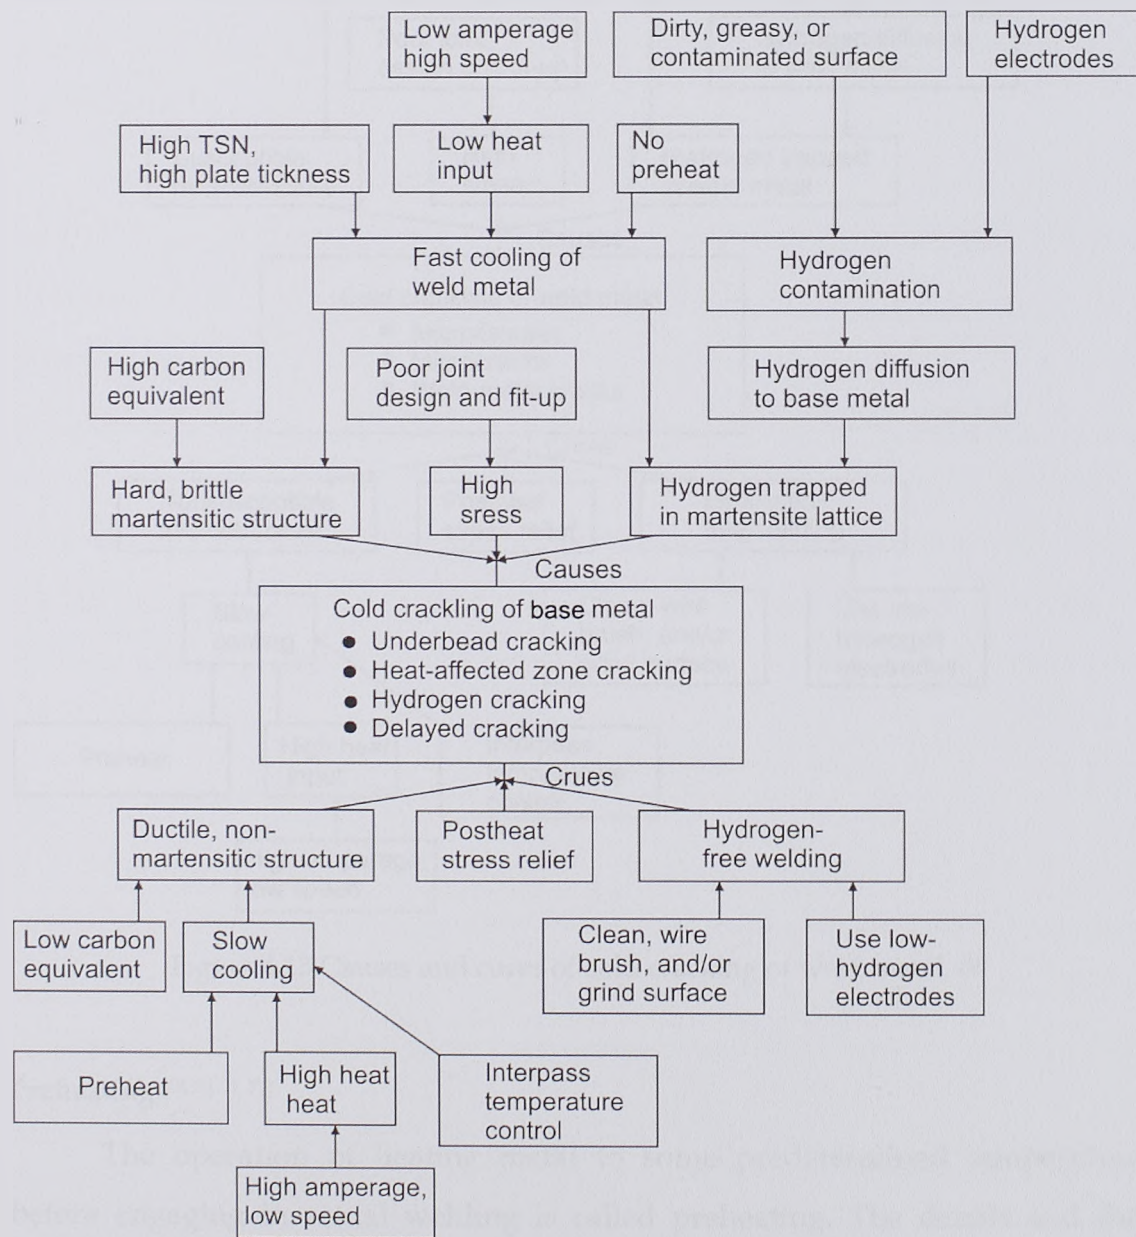 Low amperage
high speed
Dirty, greasy, or
contaminated surface
Hydrogen
electrodes
High TSN,
high plate tickness
Low heat
input
No
preheat
Fast cooling of
weld metal
Hydrogen
contamination
High carbon
equivalent
Poor joint
design and fit-up
Hydrogen diffusion
to base metal
Hard, brittle
martensitic structure
High
sress
Hydrogen trapped
in martensite lattice
Causes
Cold crackling of base metal
● Underbead cracking
● Heat-affected zone cracking
● Hydrogen cracking
● Delayed cracking
Crues
Ductile, non-
martensitic structure
Postheat
stress relief
Hydrogen-
free welding
Low carbon
equivalent
Slow
cooling
Clean, wire
brush, and/or
grind surface
Use low-
hydrogen
electrodes
Preheat
High heat
heat
Interpass
temperature
control
High amperage,
low speed